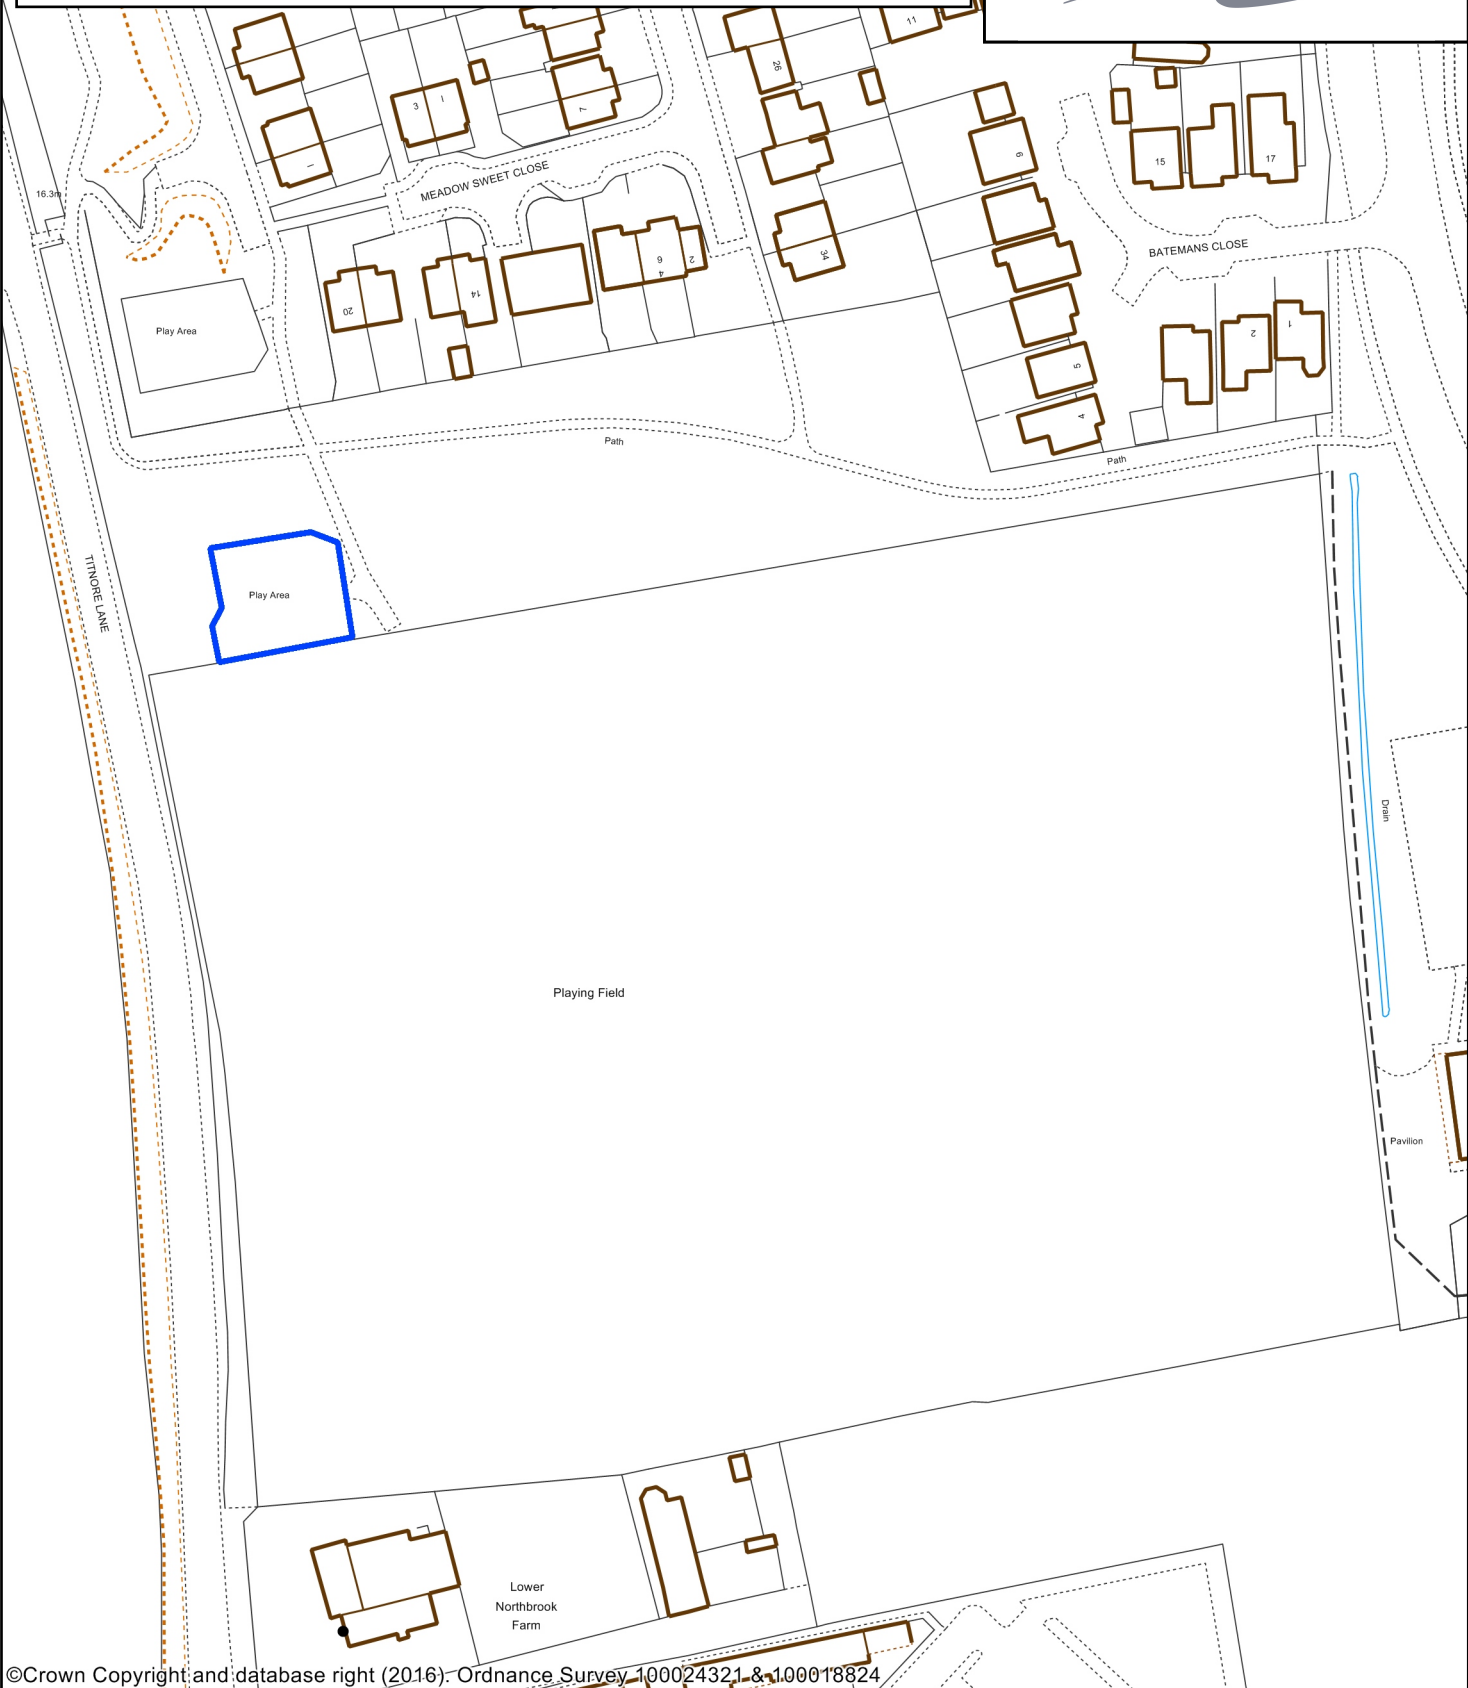 11
26
3
1
7
1
15
17
9
16.3m
MEADOW SWEET CLOSE
BATEMANS CLOSE
34
6
2
4
14
20
Play Area
2
1
5
4
Path
Path
TITNORE LANE
Play Area
Drain
Playing Field
Pavilion
Lower
Northbrook
Farm
©Crown Copyright and database right (2016). Ordnance Survey 100024321 & 100018824